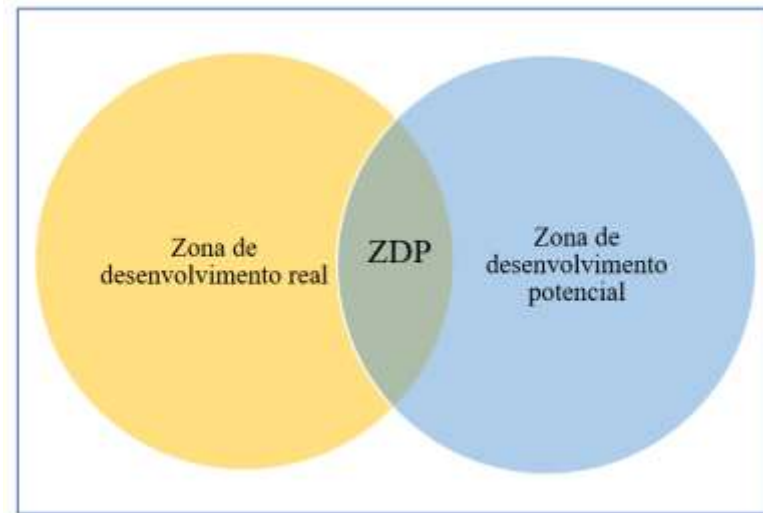 Zona de
desenvolvimento real
ZDP
Zona de
desenvolvimento
potencial